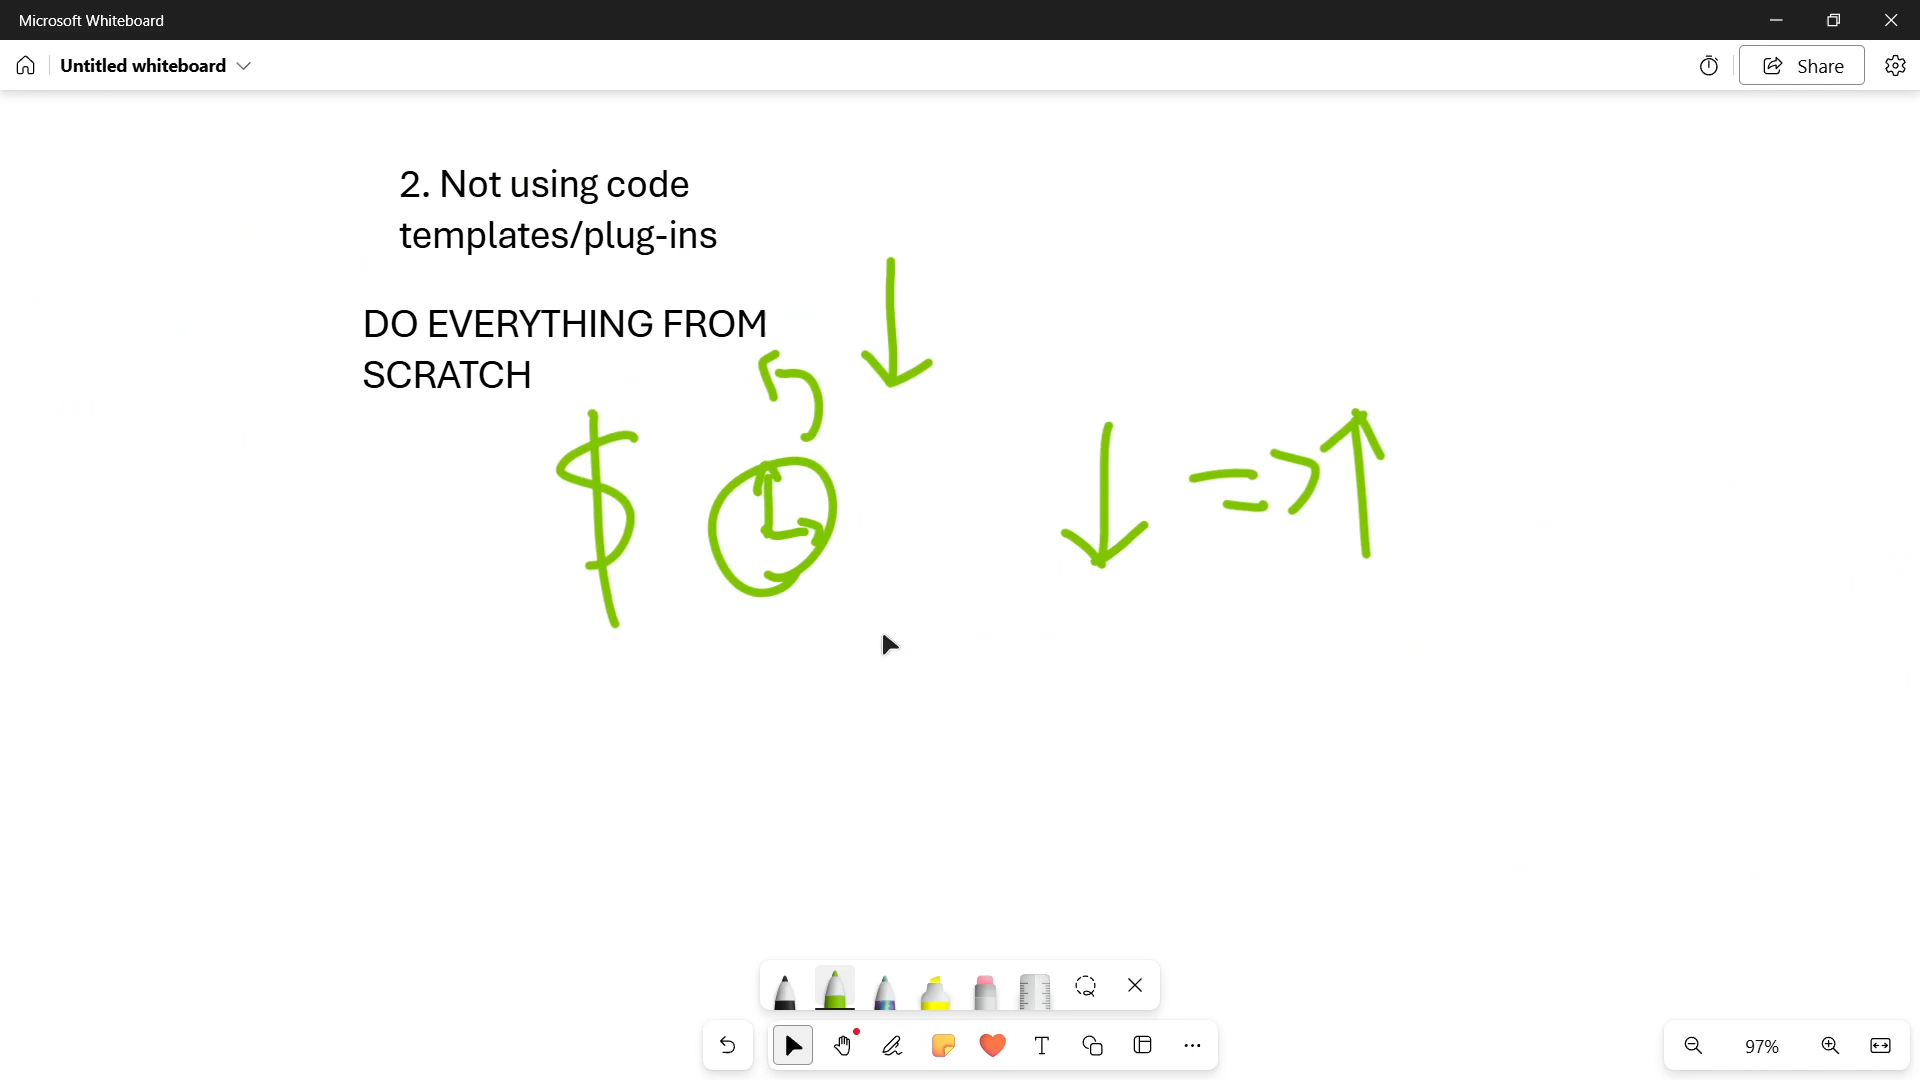 Microsoft Whiteboard
Untitled whiteboard
Share
2. Not using code
templates/plug-ins
DO EVERYTHING FROM
SCRATCH
$
=>
97%